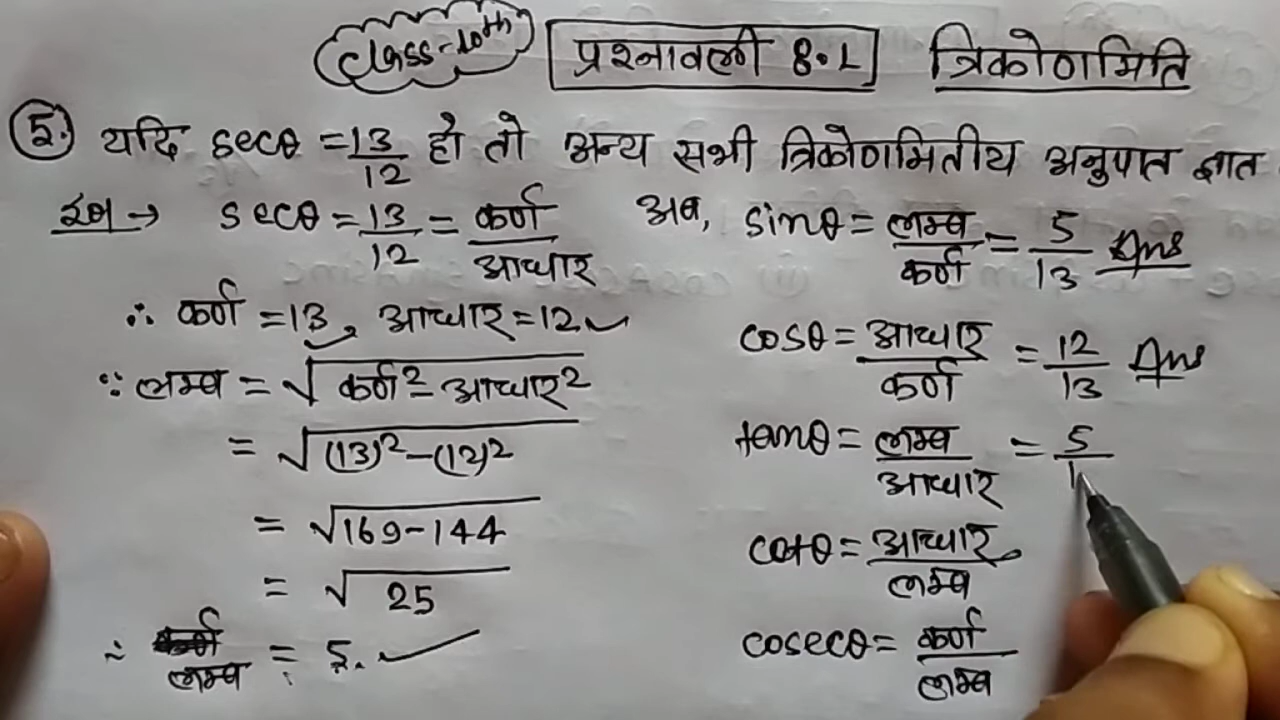 class-10th प्रश्नावली 8.1 त्रिकोणमिति
5. यदि secθ = 13/12 हो तो अन्य सभी त्रिकोणमितीय अनुपात ज्ञात
हल → secθ = 13/12 = कर्ण/आधार
∴ कर्ण = 13, आधार = 12 ✓
∵ लम्ब = √(कर्ण² - आधार²)
= √((13)² - (12)²)
= √(169 - 144)
= √25
∴ लम्ब = 5. ✓
अब, sinθ = लम्ब/कर्ण = 5/13 Ans
cosθ = आधार/कर्ण = 12/13 Ans
tanθ = लम्ब/आधार = 5/1
cotθ = आधार/लम्ब
cosecθ = कर्ण/लम्ब